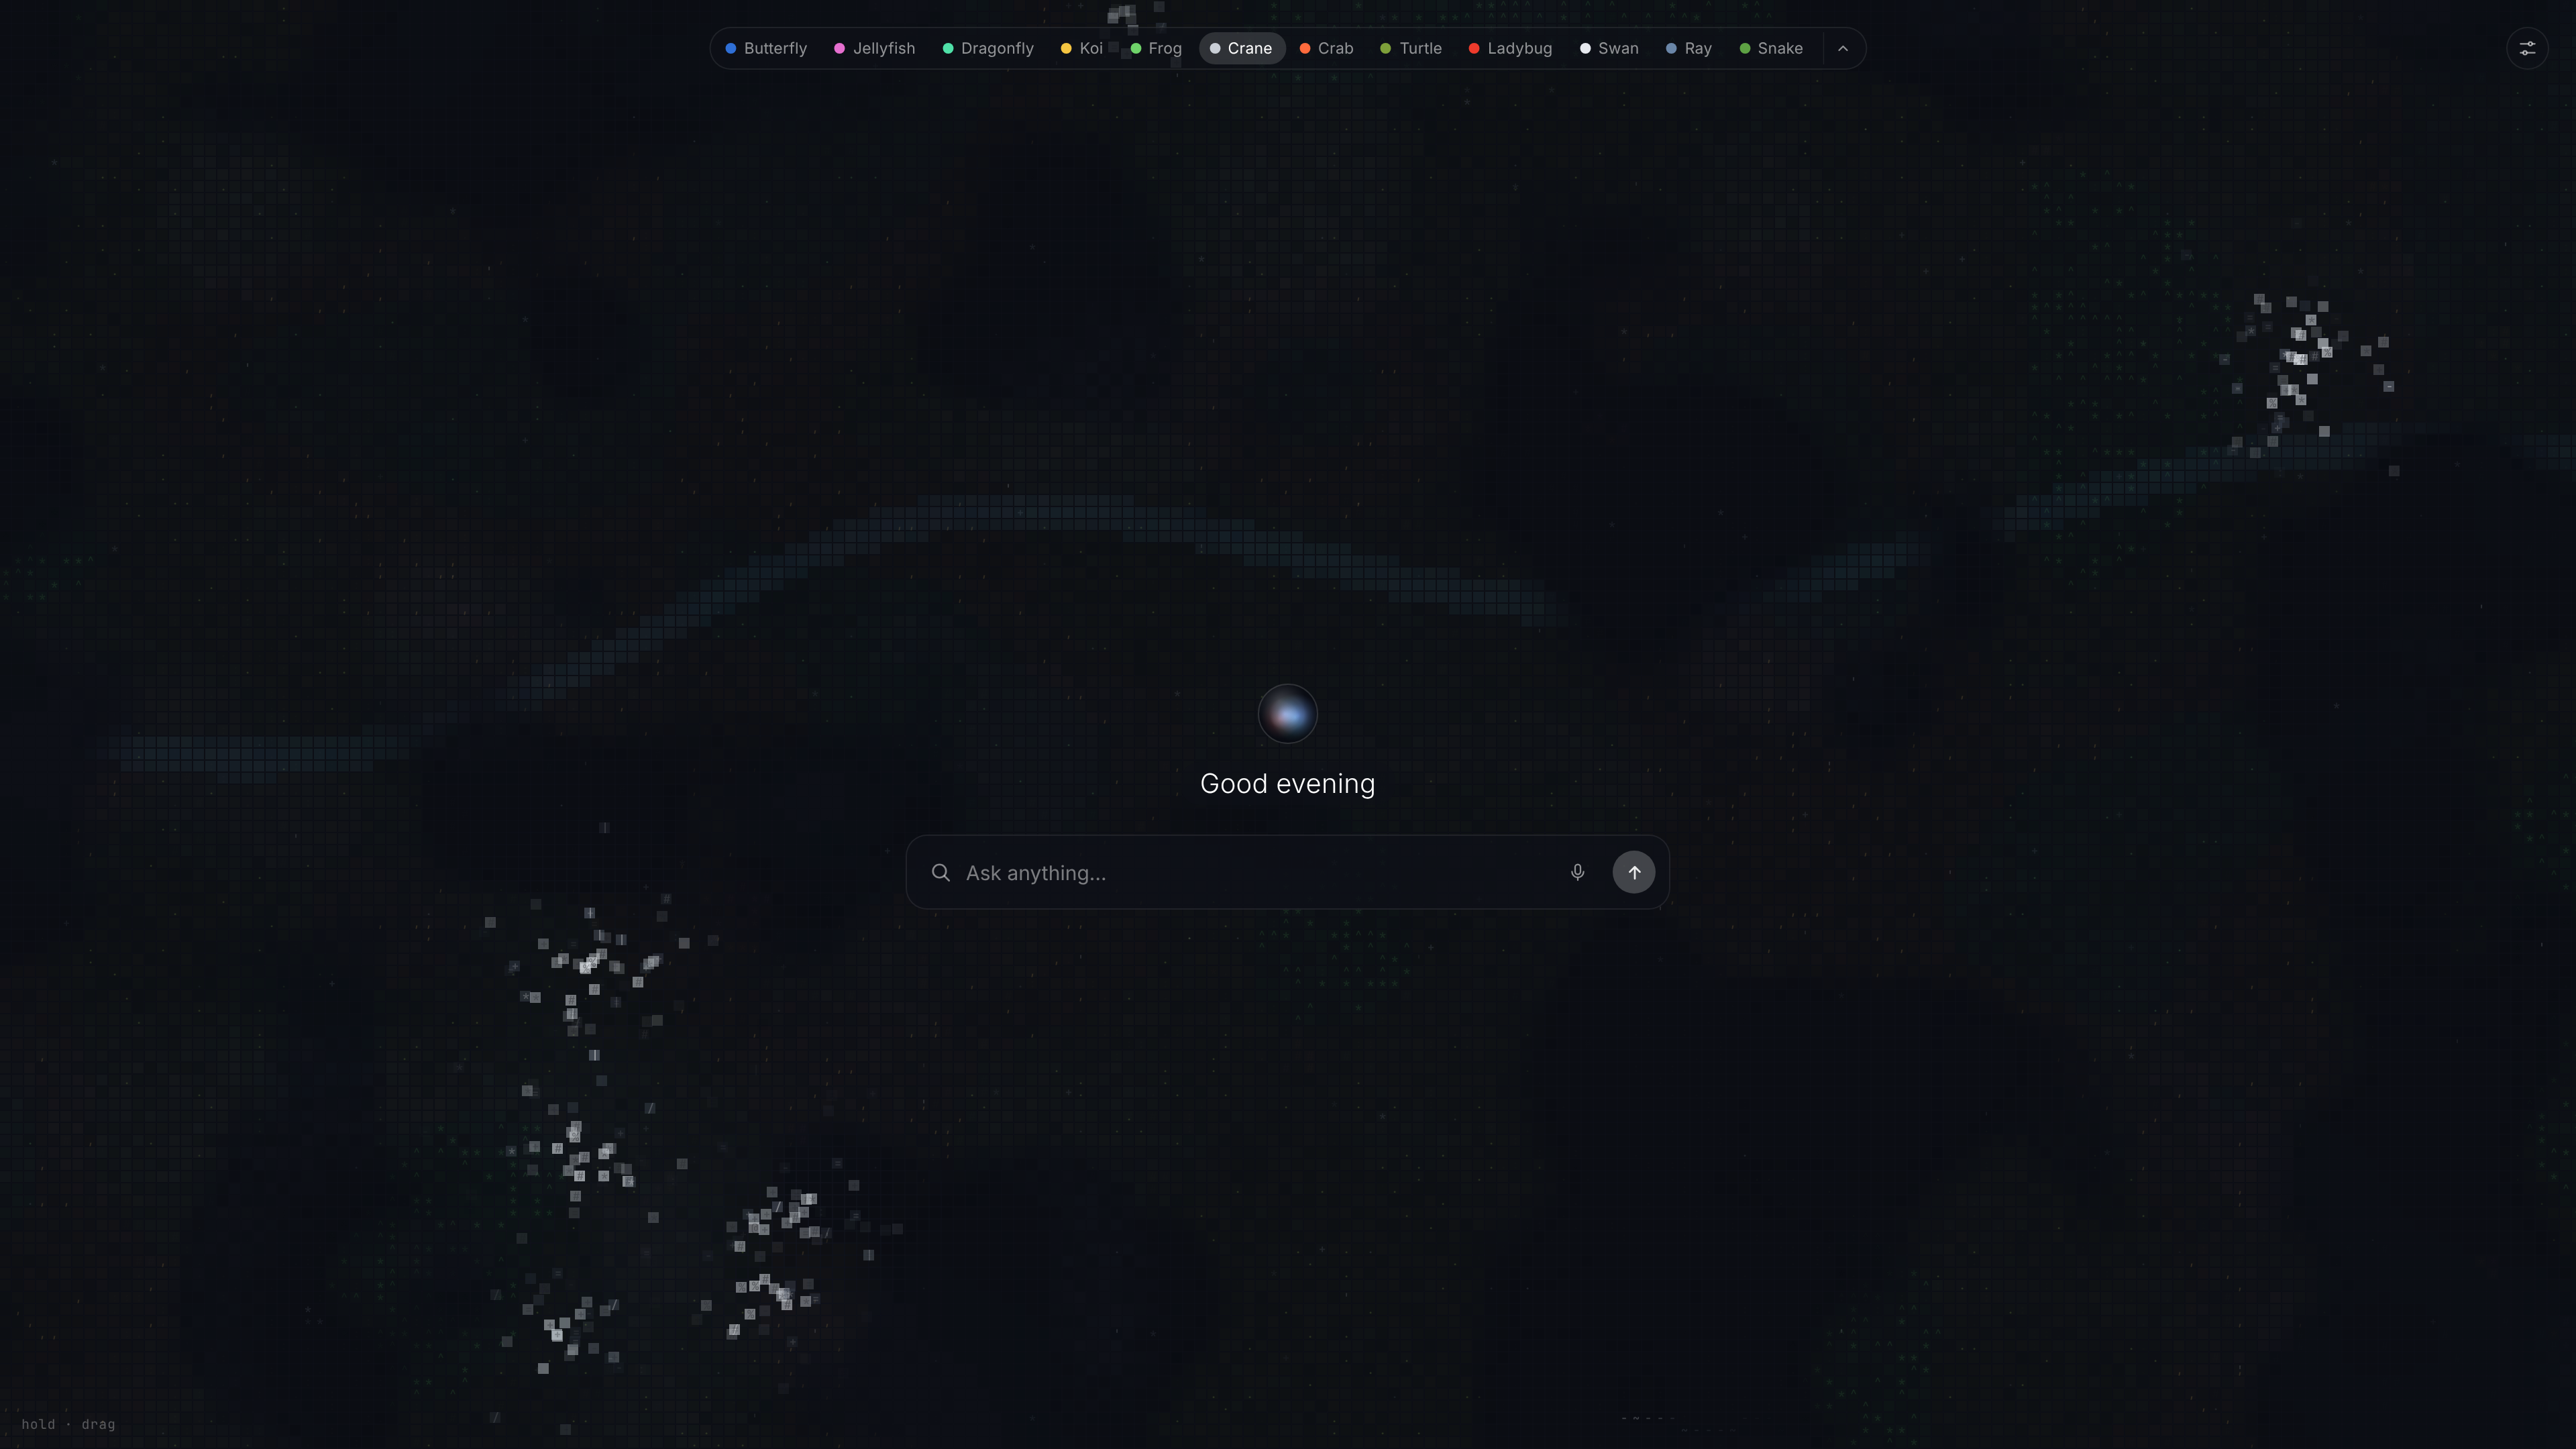 Butterfly Jellyfish Dragonfly Koi Frog Crane Crab Turtle Ladybug Swan Ray Snake
Good evening
Ask anything...
hold · drag